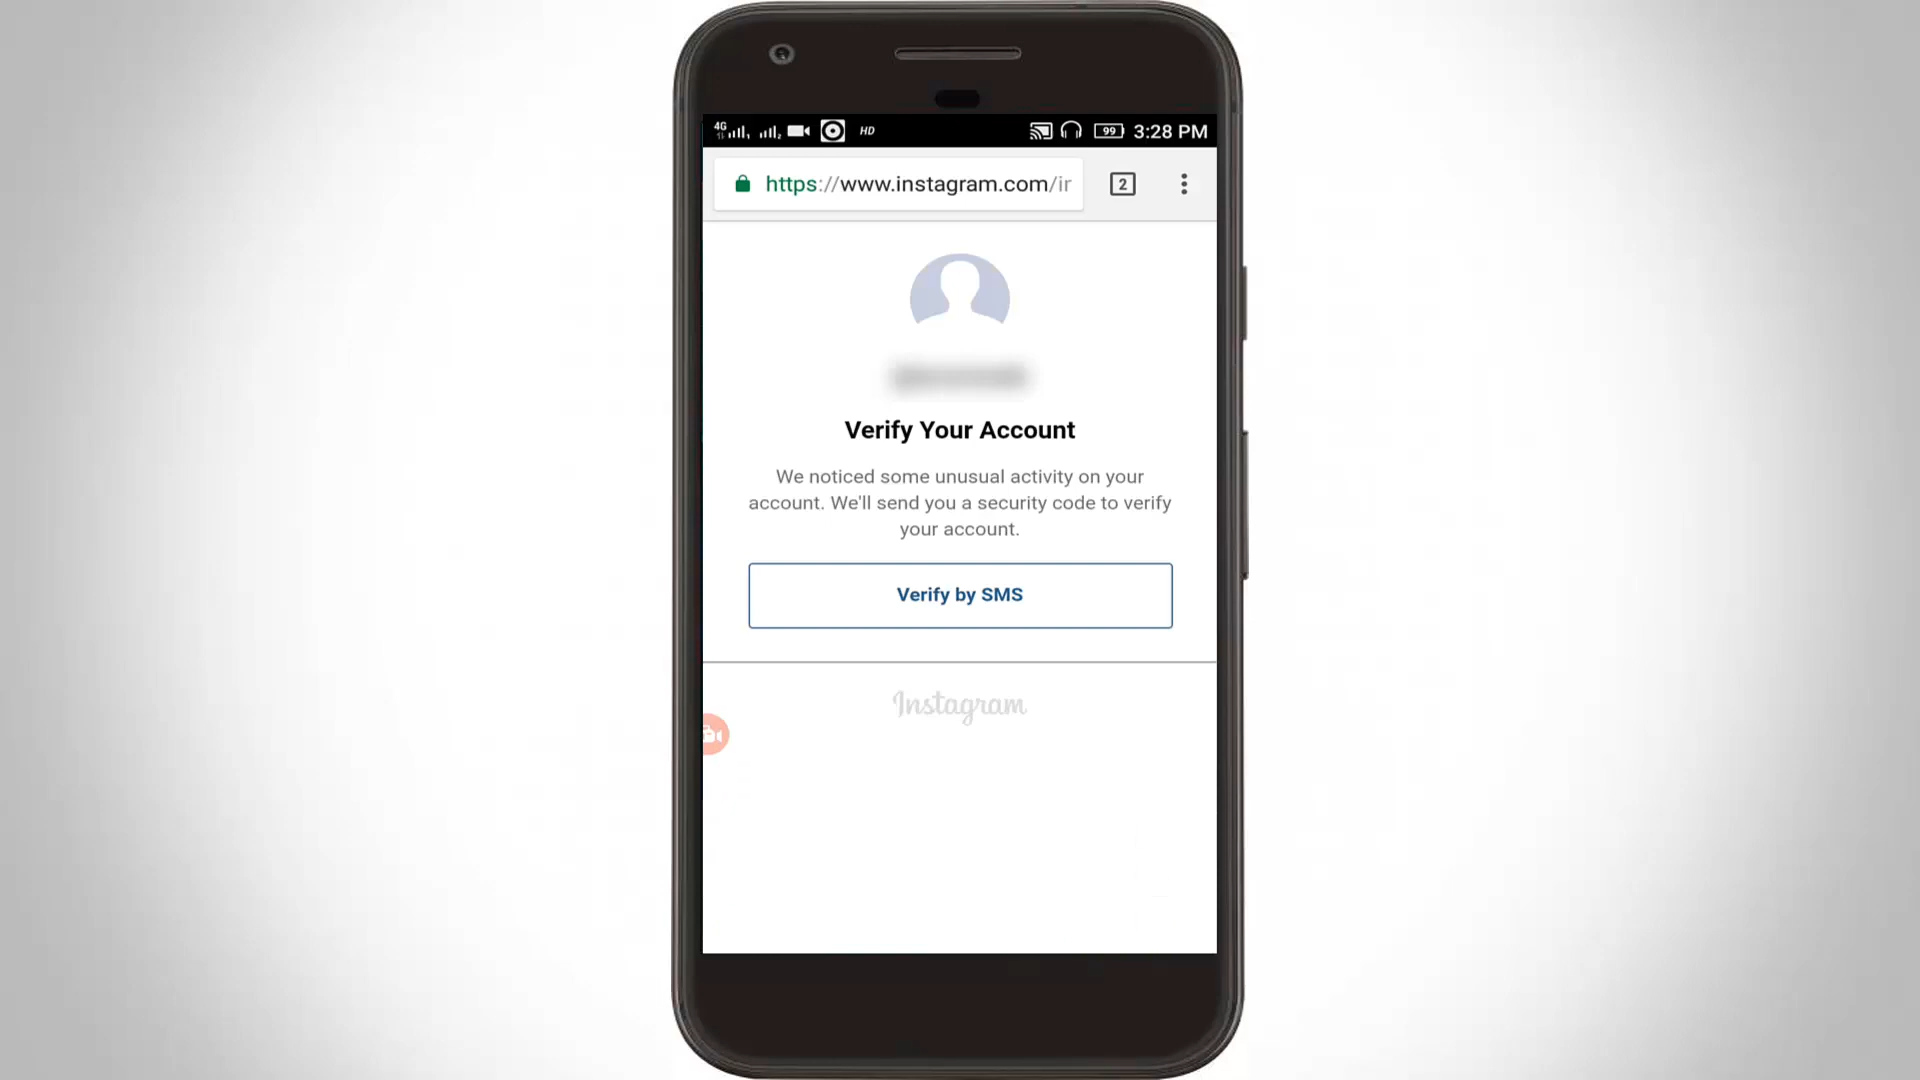 4G HD 99 3:28 PM
https://www.instagram.com/ir 2
Verify Your Account
We noticed some unusual activity on your
account. We'll send you a security code to verify
your account.
Verify by SMS
Instagram